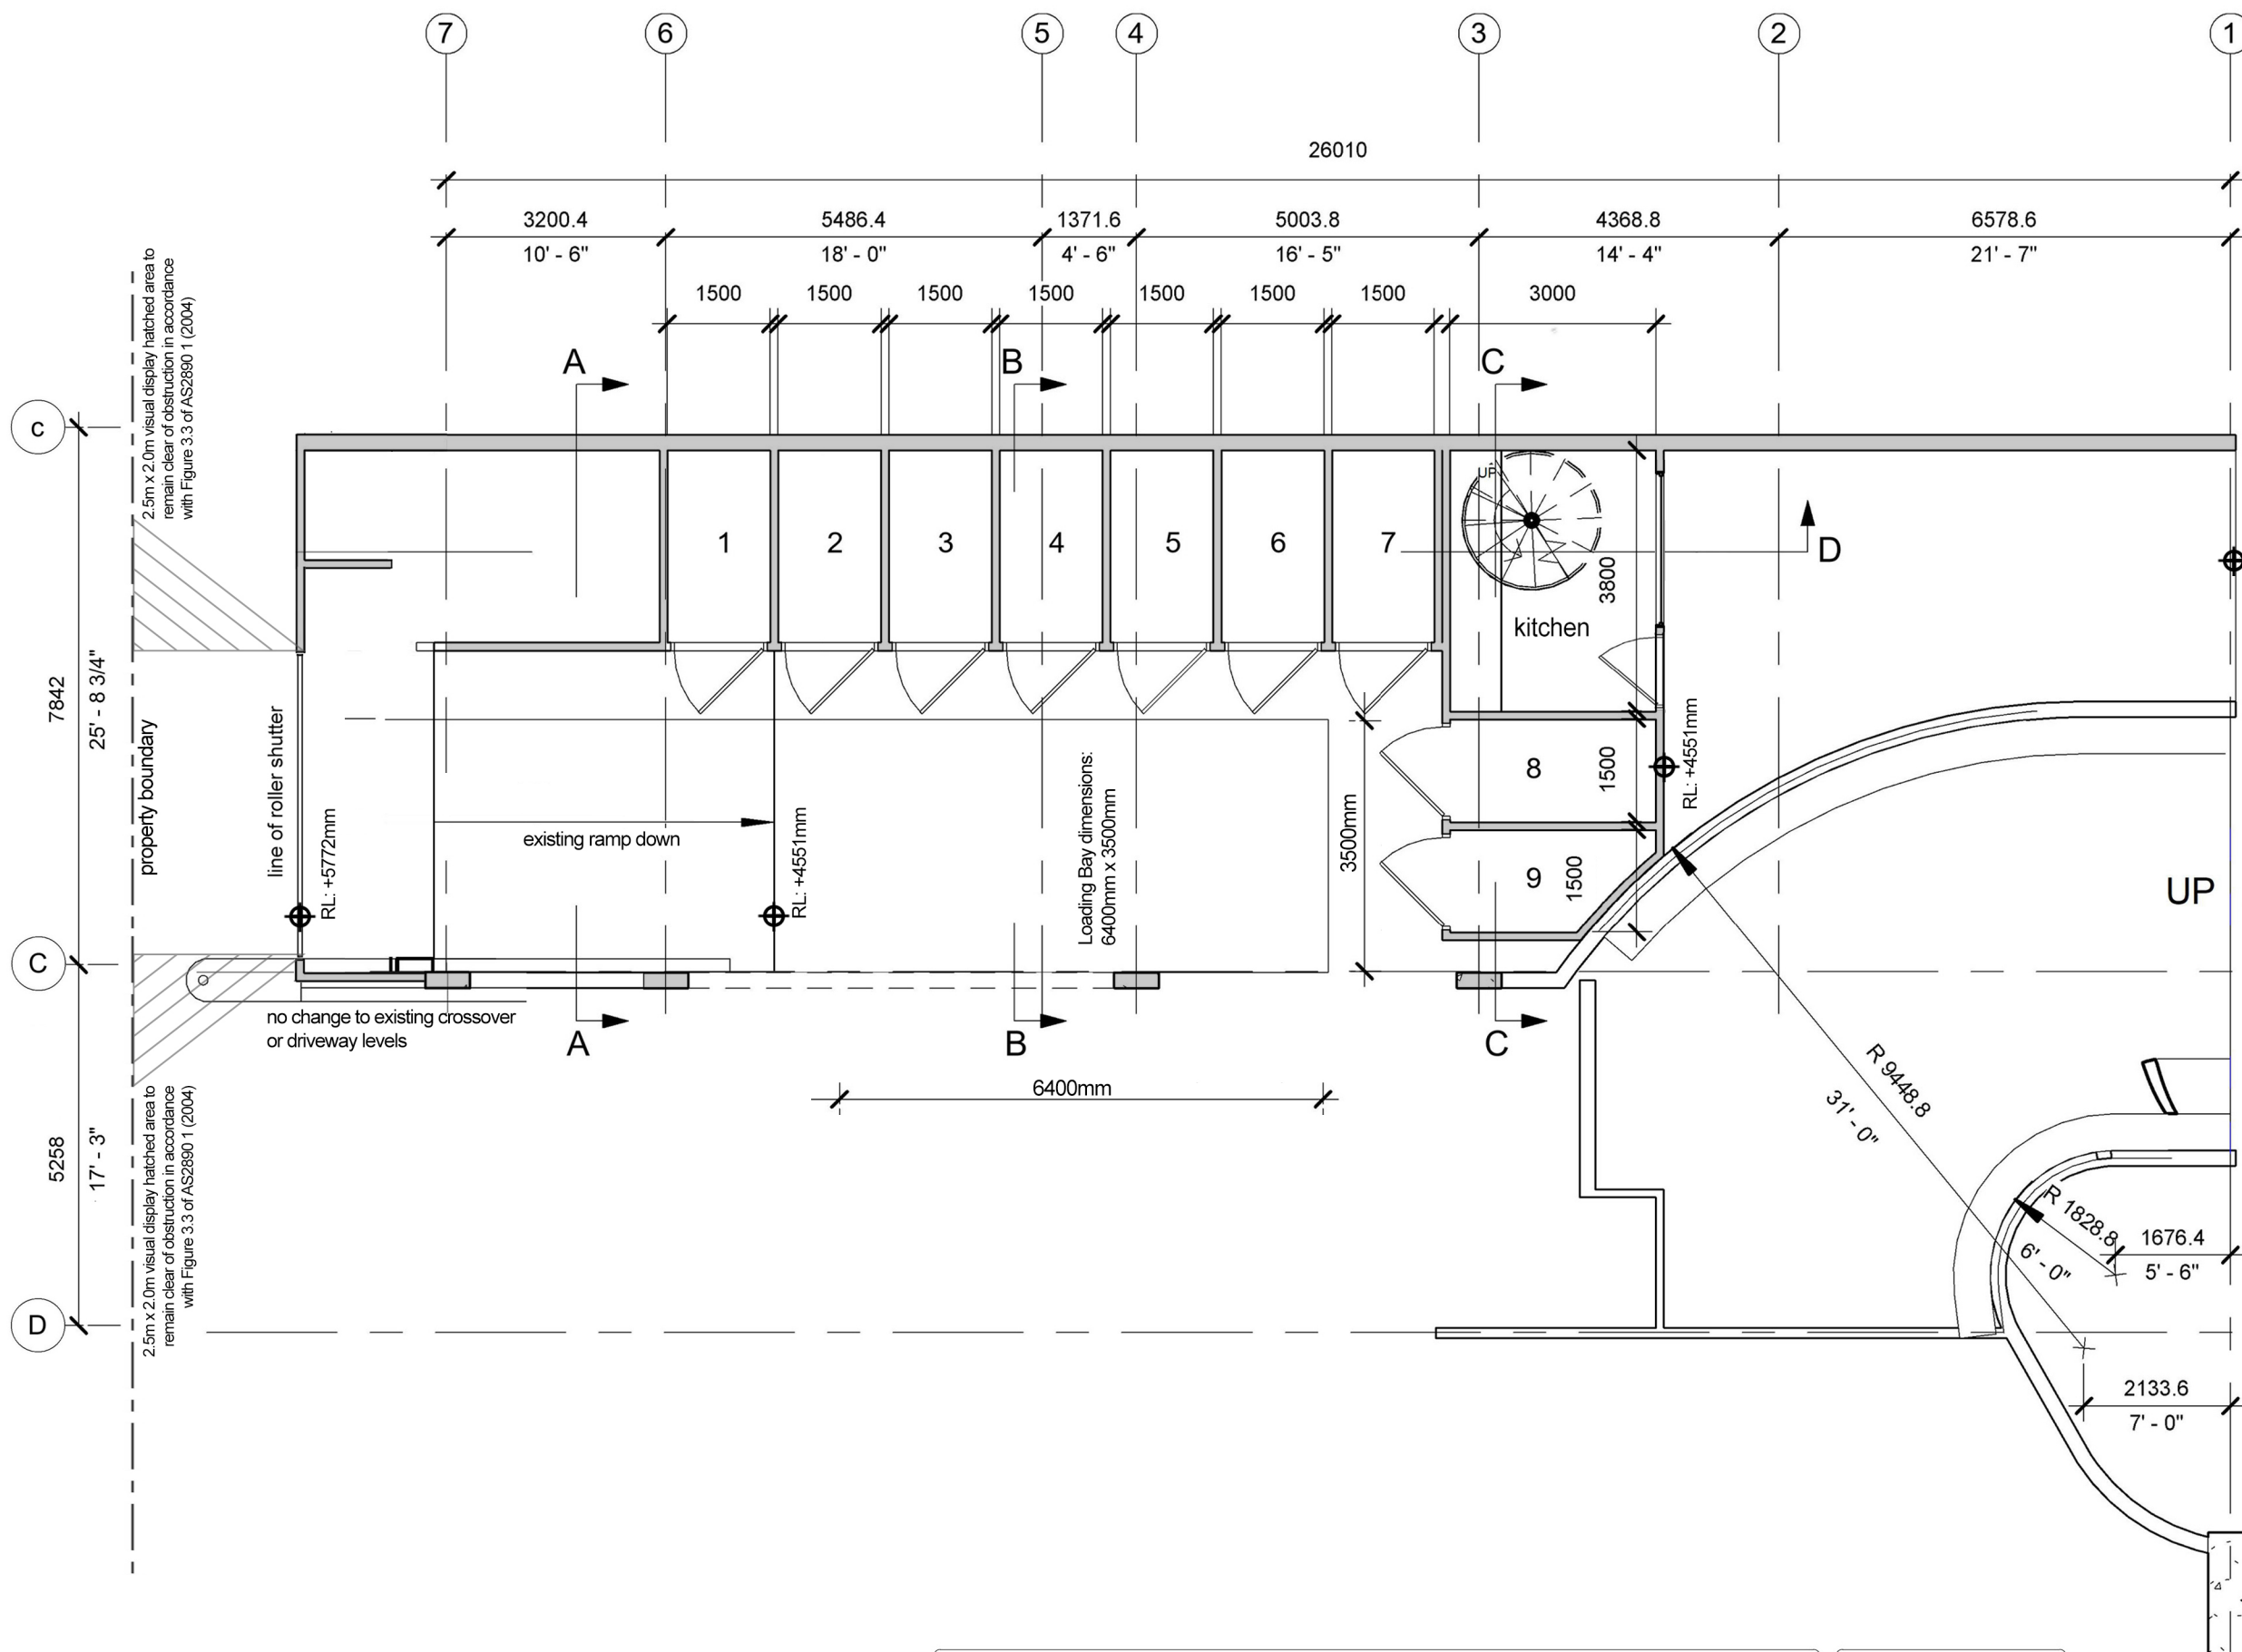 7
6
5
4
3
2
1
26010
3200.4
5486.4
1371.6
5003.8
4368.8
6578.6
10' - 6"
18' - 0"
4' - 6"
16' - 5"
14' - 4"
21' - 7"
1500
1500
1500
1500
1500
1500
1500
3000
2.5m x 2.0m visual display hatched area to
remain clear of obstruction in accordance
with Figure 3.3 of AS2890 1 (2004)
A
B
C
c
UP
1
2
3
4
5
6
7
D
3800
kitchen
7842
25' - 8 3/4"
property boundary
line of roller shutter
RL: +5772mm
existing ramp down
RL: +4551mm
Loading Bay dimensions:
6400mm x 3500mm
3500mm
8
1500
RL: +4551mm
9
1500
UP
C
no change to existing crossover
or driveway levels
A
B
C
6400mm
R 9448.8
31' - 0"
5258
17' - 3"
2.5m x 2.0m visual display hatched area to
remain clear of obstruction in accordance
with Figure 3.3 of AS2890 1 (2004)
R 1828.8
6' - 0"
1676.4
5' - 6"
D
2133.6
7' - 0"